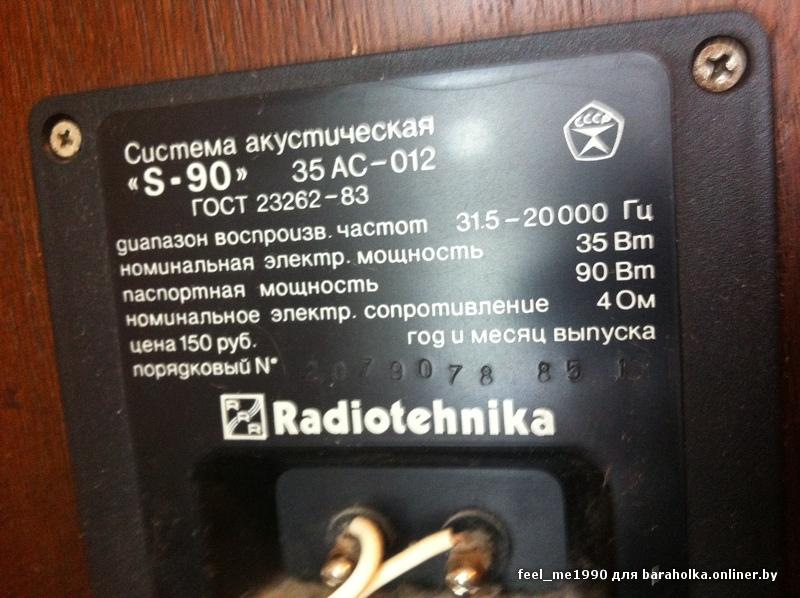 СССР
Система акустическая
«S-90» 35 АС-012
ГОСТ 23262-83
диапазон воспроизв. частот 31.5-20000 Гц
номинальная электр. мощность 35 Вт
паспортная мощность 90 Вт
номинальное электр. сопротивление 4 Ом
цена 150 руб. год и месяц выпуска
порядковый № 2079078 85
RRR Radiotehnika
feel_me1990 для baraholka.onliner.by